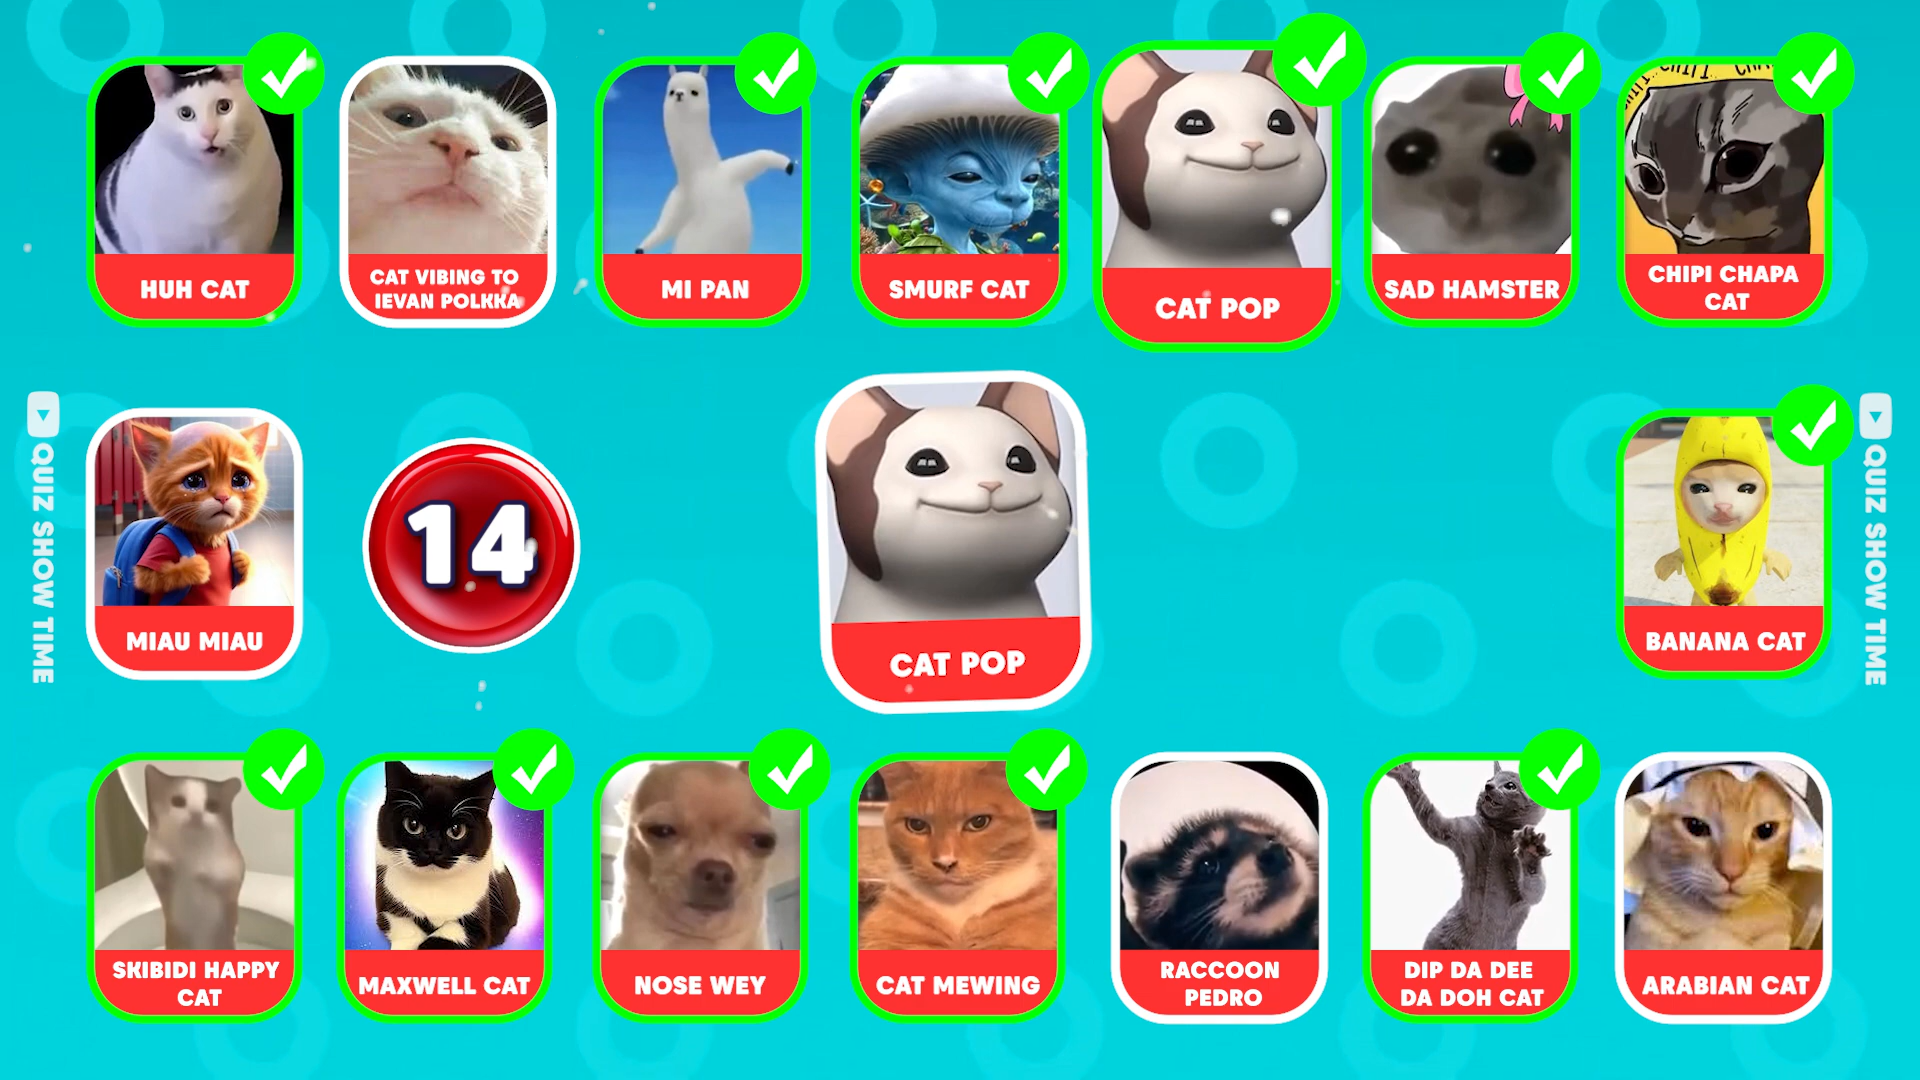 HUH CAT
CAT VIBING TO
IEVAN POLKKA
MI PAN
SMURF CAT
CAT POP
SAD HAMSTER
CHIPI CHAPA
CAT
QUIZ SHOW TIME
MIAU MIAU
14
CAT POP
BANANA CAT
QUIZ SHOW TIME
SKIBIDI HAPPY
CAT
MAXWELL CAT
NOSE WEY
CAT MEWING
RACCOON
PEDRO
DIP DA DEE
DA DOH CAT
ARABIAN CAT